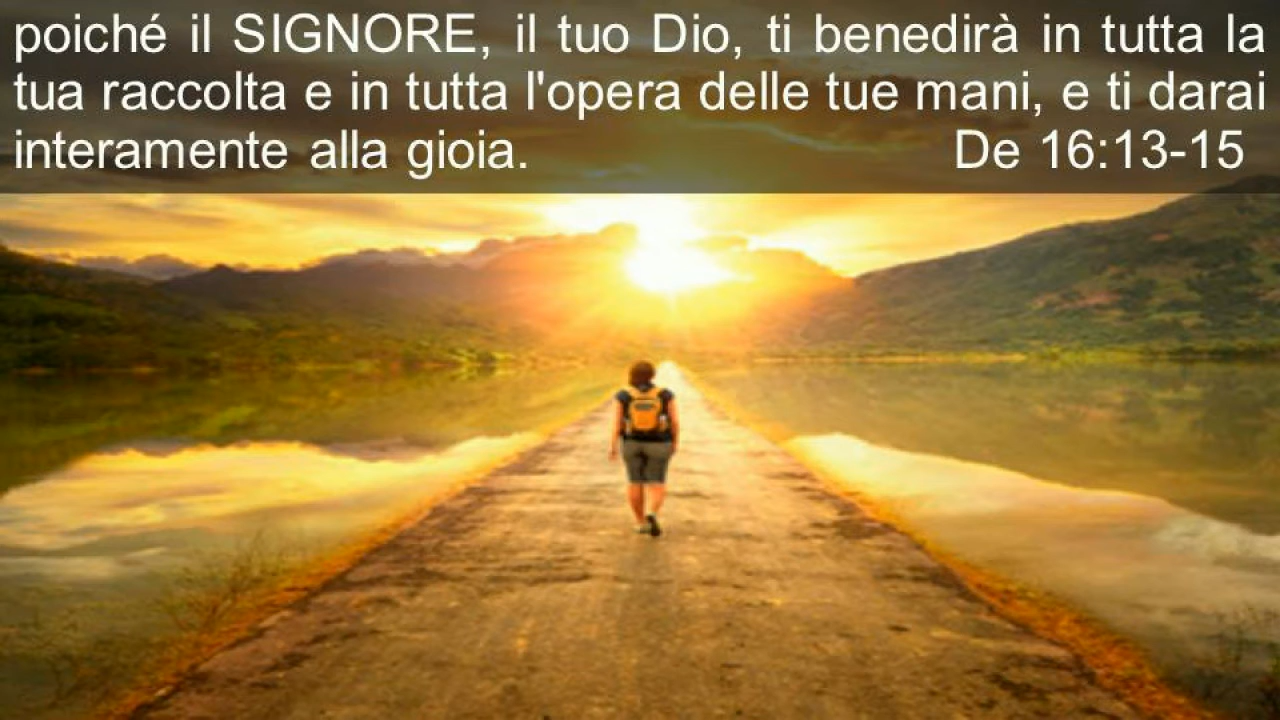 poiché il SIGNORE, il tuo Dio, ti benedirà in tutta la
tua raccolta e in tutta l'opera delle tue mani, e ti darai
interamente alla gioia. De 16:13-15